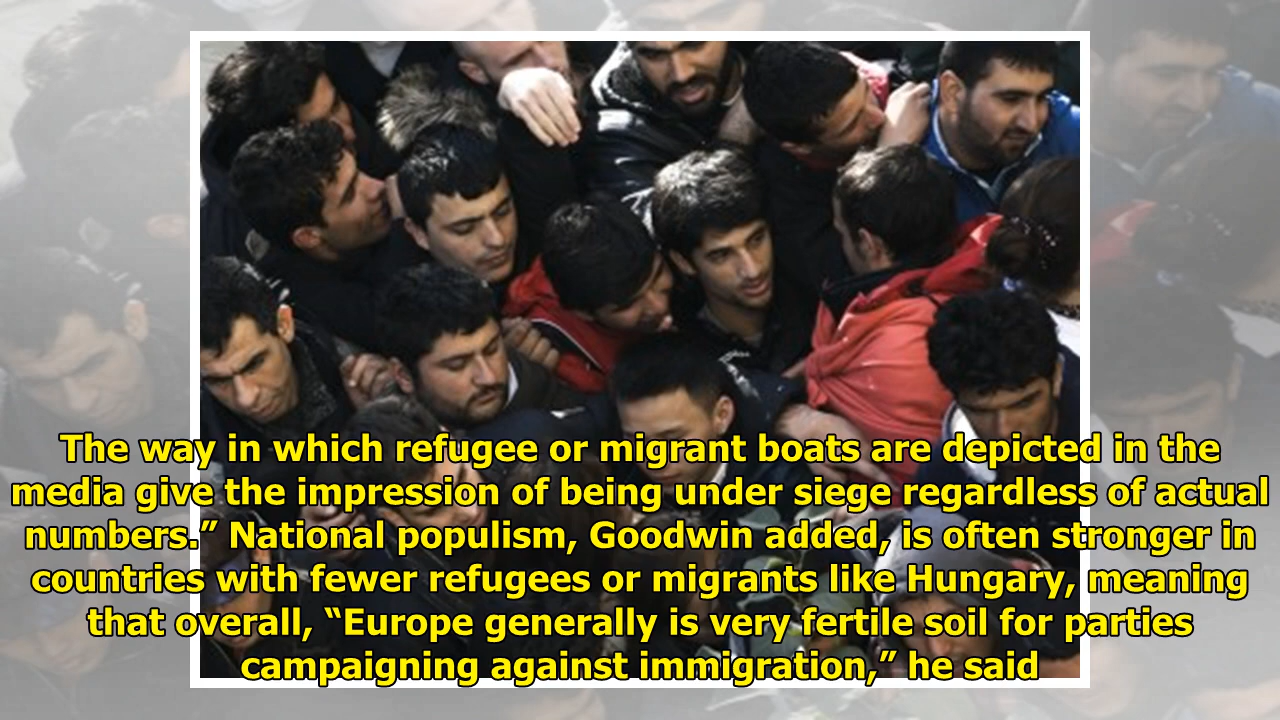 The way in which refugee or migrant boats are depicted in the
media give the impression of being under siege regardless of actual
numbers.” National populism, Goodwin added, is often stronger in
countries with fewer refugees or migrants like Hungary, meaning
that overall, “Europe generally is very fertile soil for parties
campaigning against immigration,” he said